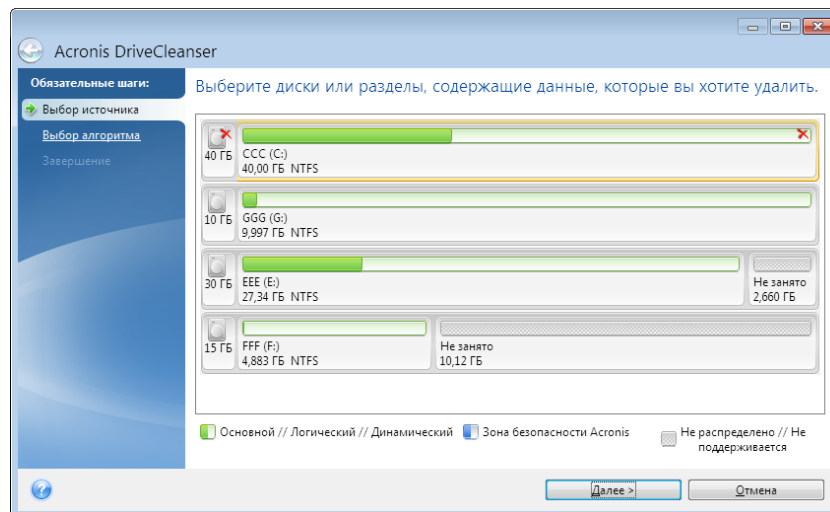 Acronis DriveCleanser
Обязательные шаги:
Выбор источника
Выбор алгоритма
Завершение
Выберите диски или разделы, содержащие данные, которые вы хотите удалить.
40 ГБ
CCC (C:)
40,00 ГБ NTFS
10 ГБ
GGG (G:)
9,997 ГБ NTFS
30 ГБ
EEE (E:)
27,34 ГБ NTFS
Не занято
2,660 ГБ
15 ГБ
FFF (F:)
4,883 ГБ NTFS
Не занято
10,12 ГБ
Основной // Логический // Динамический
Зона безопасности Acronis
Не распределено // Не
поддерживается
Далее >
Отмена